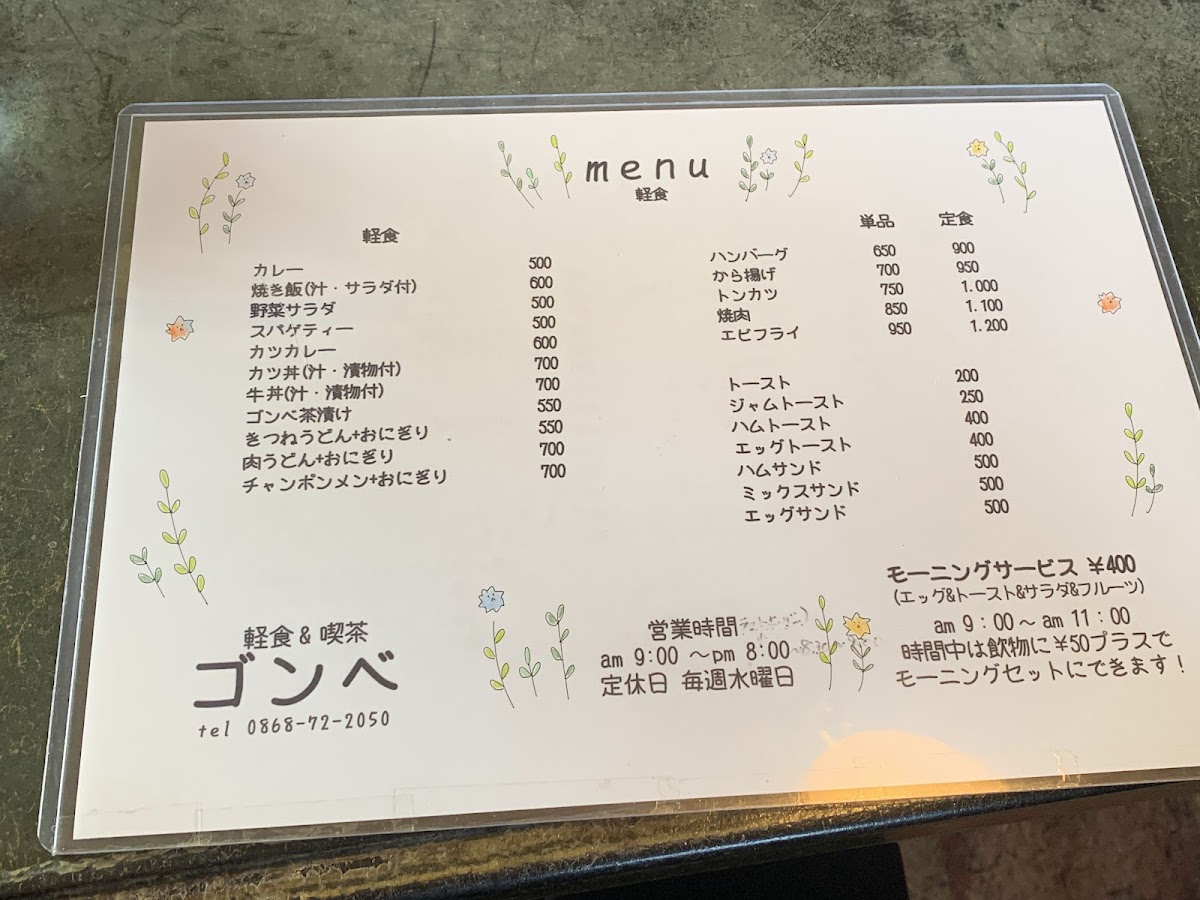 menu
軽食
軽食
カレー 500
焼き飯(汁・サラダ付) 600
野菜サラダ 500
スパゲティー 500
カツカレー 600
カツ丼(汁・漬物付) 700
牛丼(汁・漬物付) 700
ゴンベ茶漬け 550
きつねうどん+おにぎり 550
肉うどん+おにぎり 700
チャンポンメン+おにぎり 700
単品 定食
ハンバーグ 650 900
から揚げ 700 950
トンカツ 750 1.000
焼肉 850 1.100
エビフライ 950 1.200
トースト 200
ジャムトースト 250
ハムトースト 400
エッグトースト 400
ハムサンド 500
ミックスサンド 500
エッグサンド 500
モーニングサービス ¥400
(エッグ&トースト&サラダ&フルーツ)
am 9：00～ am 11：00
時間中は飲物に¥50プラスで
モーニングセットにできます！
営業時間
am 9:00 ～pm 8:00
定休日 毎週水曜日
軽食＆喫茶
ゴンベ
tel 0868-72-2050